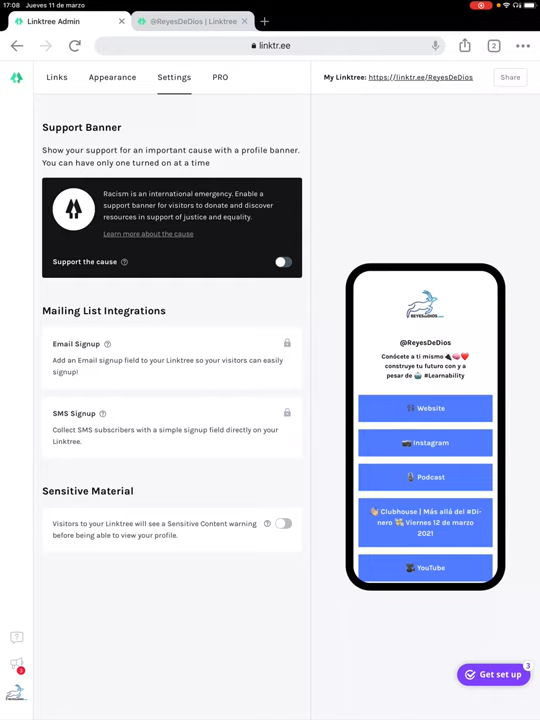 17:08 Jueves 11 de marzo
95 %
Linktree Admin
@ReyesDeDios | Linktree
linktr.ee
2
Links
Appearance
Settings
PRO
My Linktree: https://linktr.ee/ReyesDeDios
Share
Support Banner
Show your support for an important cause with a profile banner.
You can have only one turned on at a time
Racism is an international emergency. Enable a
support banner for visitors to donate and discover
resources in support of justice and equality.
Learn more about the cause
Support the cause
Mailing List Integrations
Email Signup
Add an Email signup field to your Linktree so your visitors can easily
signup!
SMS Signup
Collect SMS subscribers with a simple signup field directly on your
Linktree.
Sensitive Material
Visitors to your Linktree will see a Sensitive Content warning
before being able to view your profile.
REYESDEDIOS.com
@ReyesDeDios
Conócete a ti mismo 🔌🧠❤️
construye tu futuro con y a
pesar de 🤖 #Learnability
Website
📷 Instagram
🎙️ Podcast
👋🏼 Clubhouse | Más allá del #Di-
nero 💸 Viernes 12 de marzo
2021
🎥 YouTube
3
Get set up
3